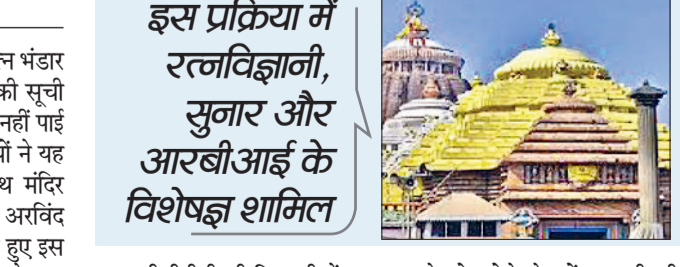 त्न भंडार
की सूची
नहीं पाई
यों ने यह
थ मंदिर
अरविंद
हुए इस
इस प्रक्रिया में
रत्नविज्ञानी,
सुनार और
आरबीआई के
विशेषज्ञ शामिल